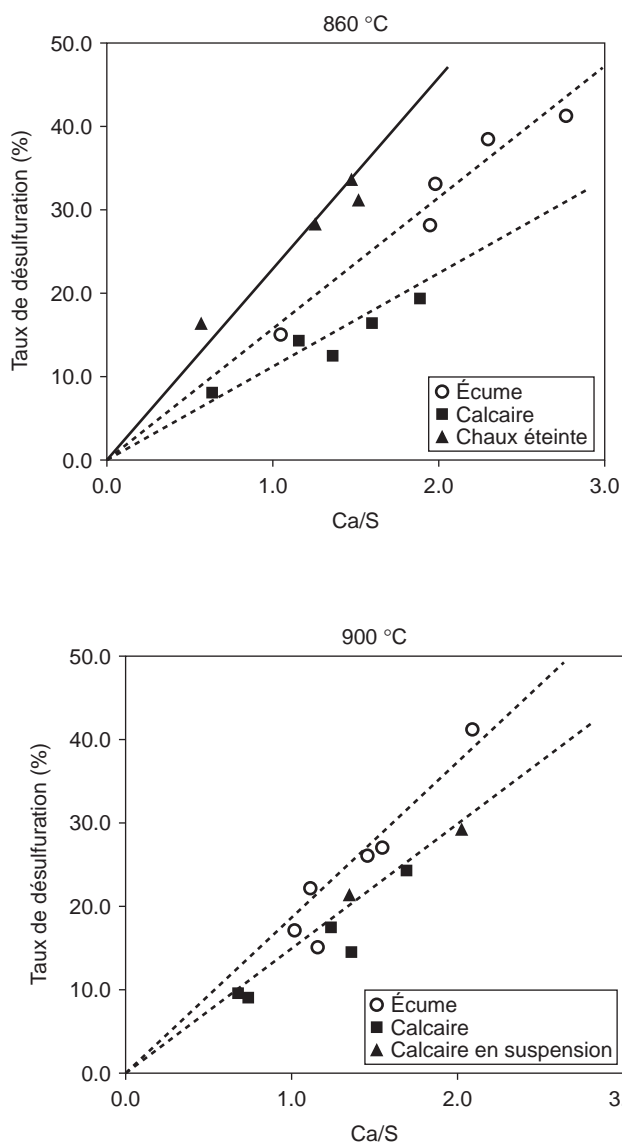 860 °C
50.0
40.0
30.0
20.0
10.0
0.0
Taux de désulfuration (%)
Écume
Calcaire
Chaux éteinte
0.0 1.0 2.0 3.0
Ca/S
900 °C
50.0
40.0
30.0
20.0
10.0
0.0
Taux de désulfuration (%)
Écume
Calcaire
Calcaire en suspension
0.0 1.0 2.0 3
Ca/S